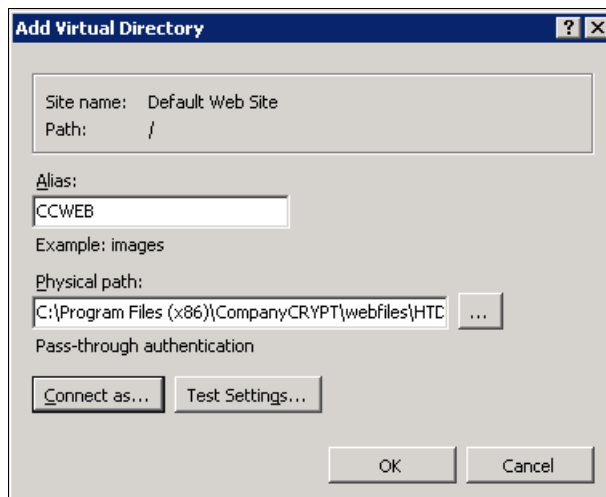 Add Virtual Directory
Site name: Default Web Site
Path: /
Alias:
CCWEB
Example: images
Physical path:
C:\Program Files (x86)\CompanyCRYPT\webfiles\HTD
...
Pass-through authentication
Connect as... Test Settings...
OK Cancel